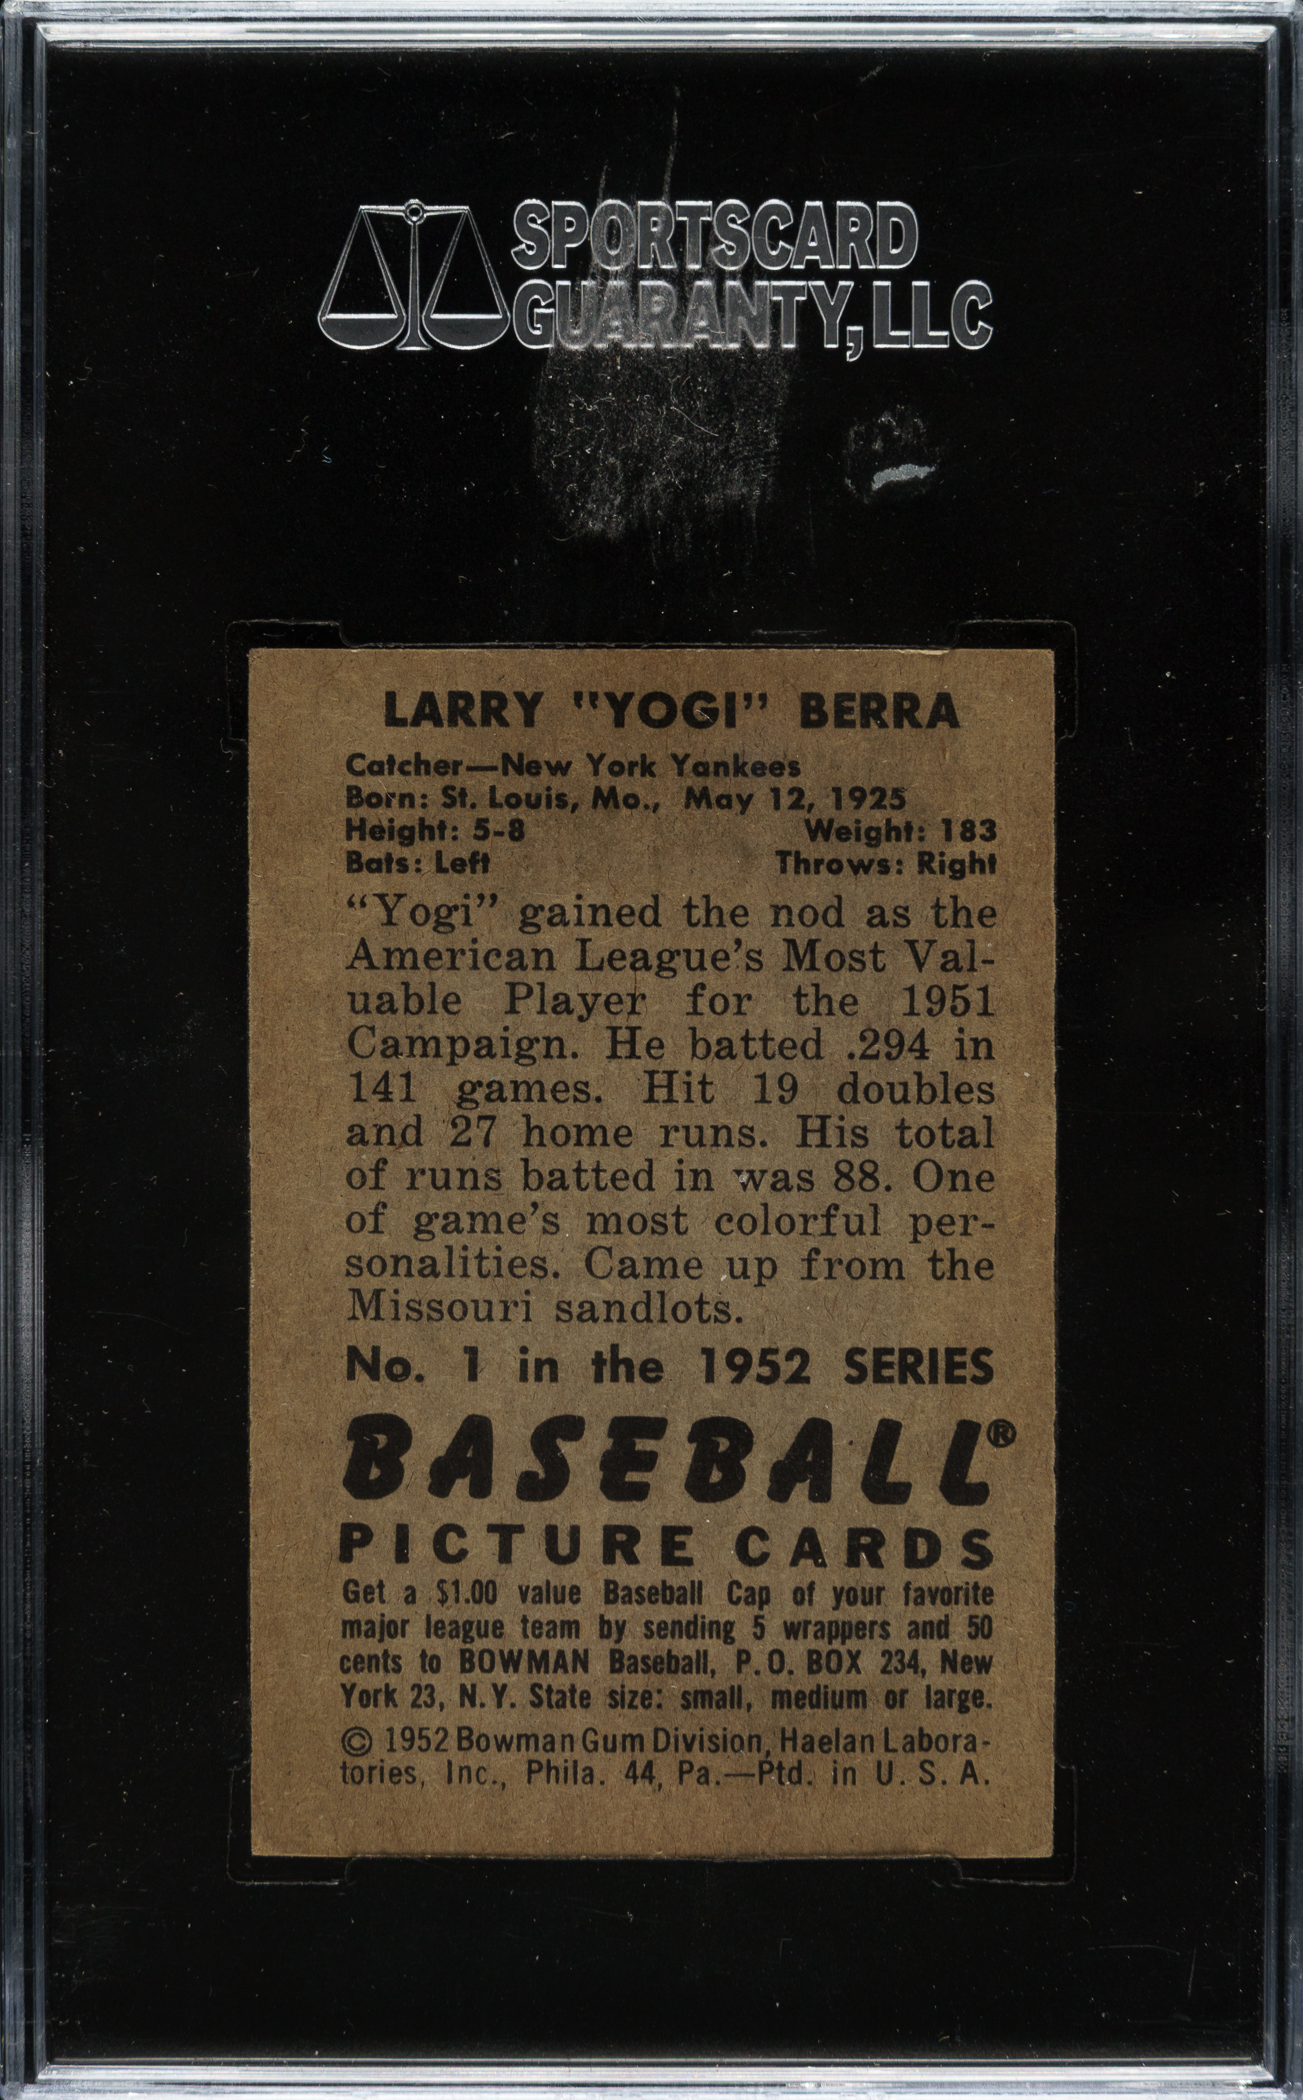 SPORTSCARD
GUARANTY, LLC
LARRY "YOGI" BERRA
Catcher—New York Yankees
Born: St. Louis, Mo., May 12, 1925
Height: 5-8 Weight: 183
Bats: Left Throws: Right
“Yogi” gained the nod as the
American League’s Most Val-
uable Player for the 1951
Campaign. He batted .294 in
141 games. Hit 19 doubles
and 27 home runs. His total
of runs batted in was 88. One
of game’s most colorful per-
sonalities. Came up from the
Missouri sandlots.
No. 1 in the 1952 SERIES
BASEBALL®
PICTURE CARDS
Get a $1.00 value Baseball Cap of your favorite
major league team by sending 5 wrappers and 50
cents to BOWMAN Baseball, P.O. BOX 234, New
York 23, N.Y. State size: small, medium or large.
© 1952 Bowman Gum Division, Haelan Labora-
tories, Inc., Phila. 44, Pa.—Ptd. in U. S. A.